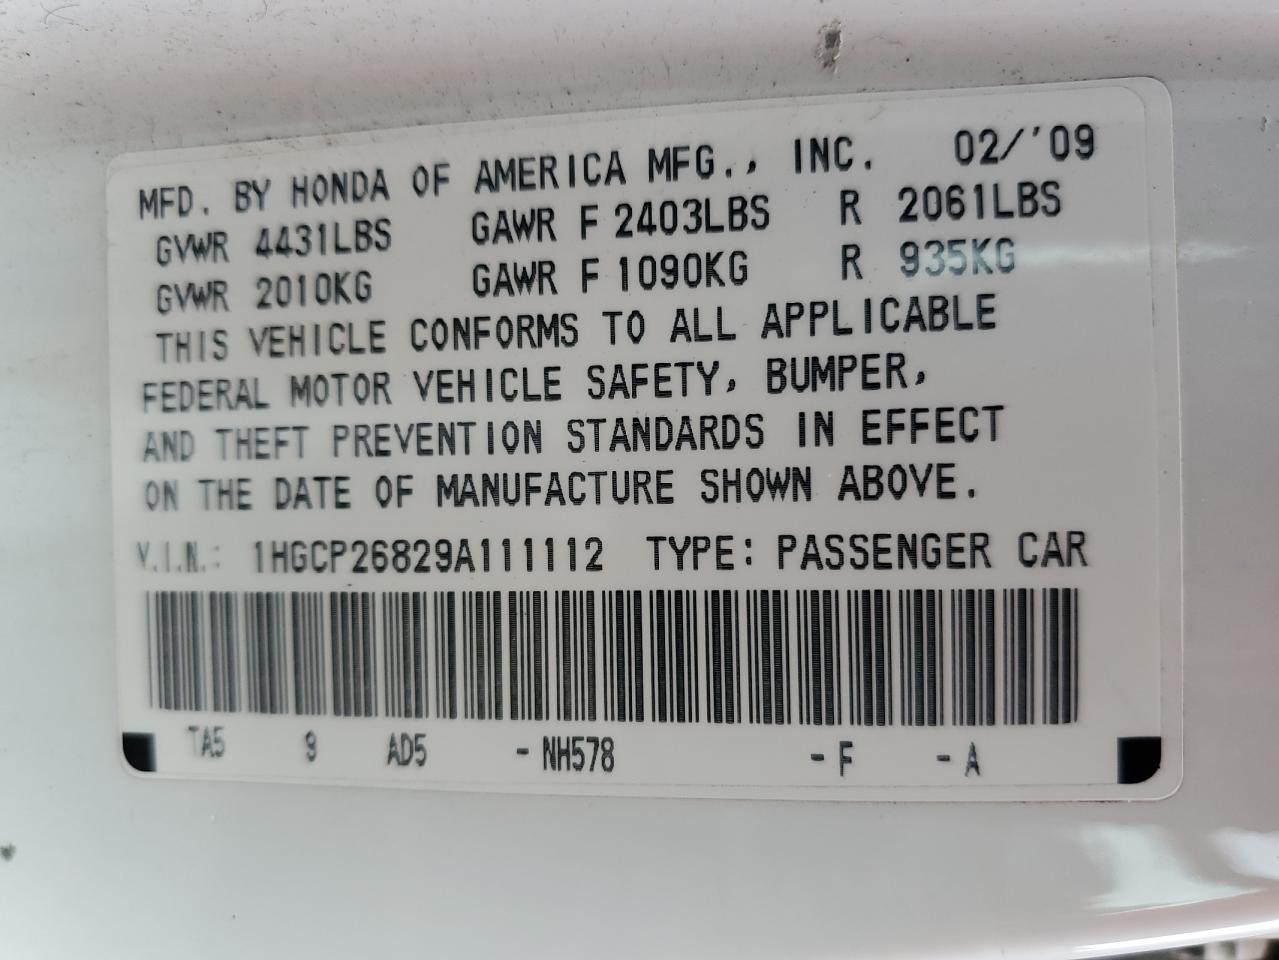 MFD. BY HONDA OF AMERICA MFG., INC. 02/'09
GVWR 4431LBS GAWR F 2403LBS R 2061LBS
GVWR 2010KG GAWR F 1090KG R 935KG
THIS VEHICLE CONFORMS TO ALL APPLICABLE
FEDERAL MOTOR VEHICLE SAFETY, BUMPER,
AND THEFT PREVENTION STANDARDS IN EFFECT
ON THE DATE OF MANUFACTURE SHOWN ABOVE.
V.I.N.: 1HGCP26829A111112 TYPE: PASSENGER CAR
TA5 9 AD5 - NH578 - F - A